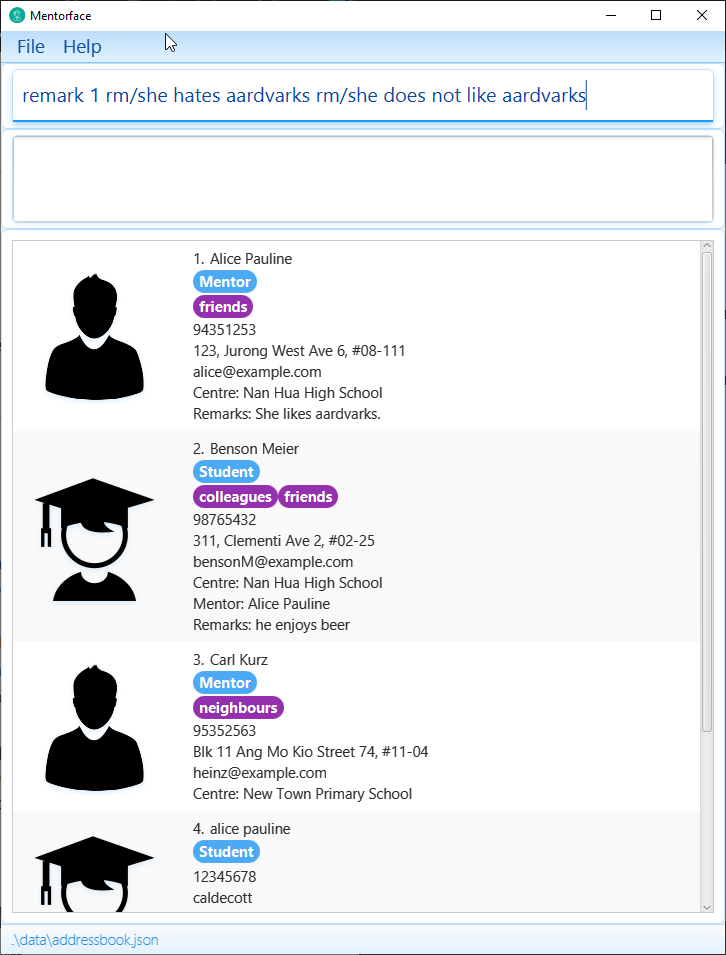 Mentorface
File Help
remark 1 rm/she hates aardvarks rm/she does not like aardvarks
1. Alice Pauline
Mentor
friends
94351253
123, Jurong West Ave 6, #08-111
alice@example.com
Centre: Nan Hua High School
Remarks: She likes aardvarks.
2. Benson Meier
Student
colleagues friends
98765432
311, Clementi Ave 2, #02-25
bensonM@example.com
Centre: Nan Hua High School
Mentor: Alice Pauline
Remarks: he enjoys beer
3. Carl Kurz
Mentor
neighbours
95352563
Blk 11 Ang Mo Kio Street 74, #11-04
heinz@example.com
Centre: New Town Primary School
4. alice pauline
Student
12345678
caldecott
.\data\addressbook.json